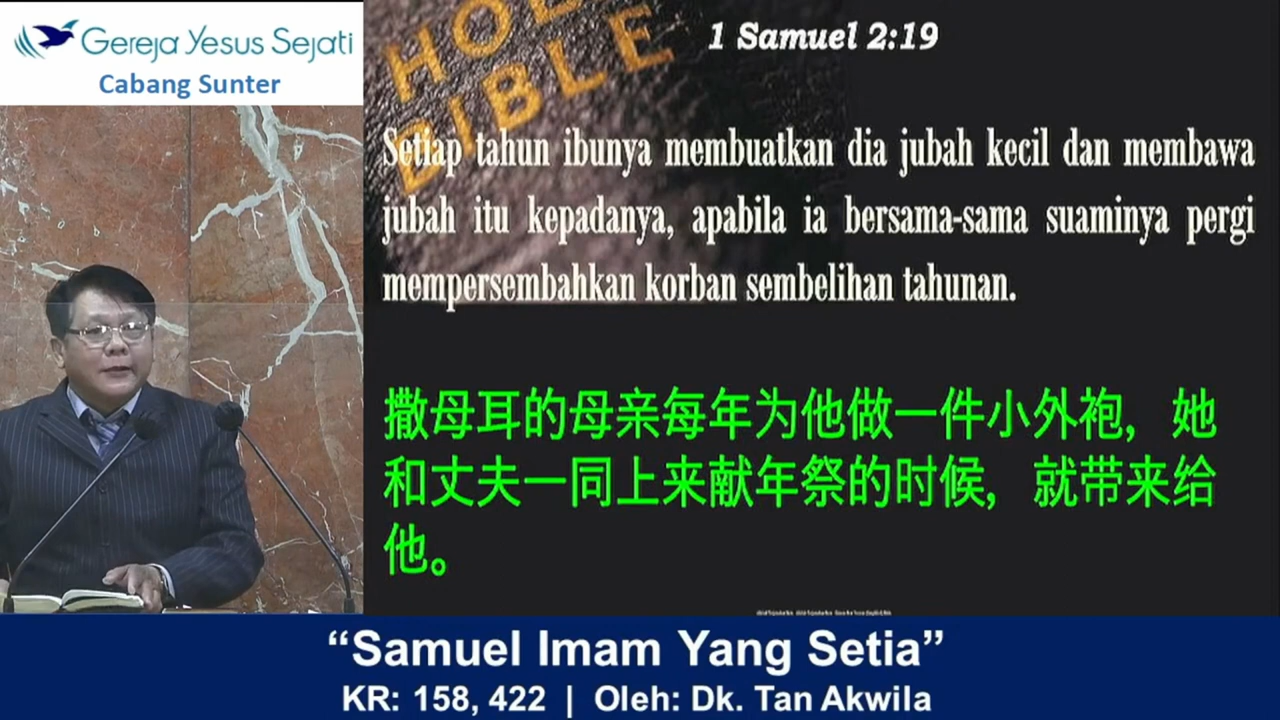 Gereja Yesus Sejati
Cabang Sunter
HOLY
BIBLE
1 Samuel 2:19
Setiap tahun ibunya membuatkan dia jubah kecil dan membawa
jubah itu kepadanya, apabila ia bersama-sama suaminya pergi
mempersembahkan korban sembelihan tahunan.
撒母耳的母亲每年为他做一件小外袍，她
和丈夫一同上来献年祭的时候，就带来给
他。
“Samuel Imam Yang Setia”
KR: 158, 422 | Oleh: Dk. Tan Akwila